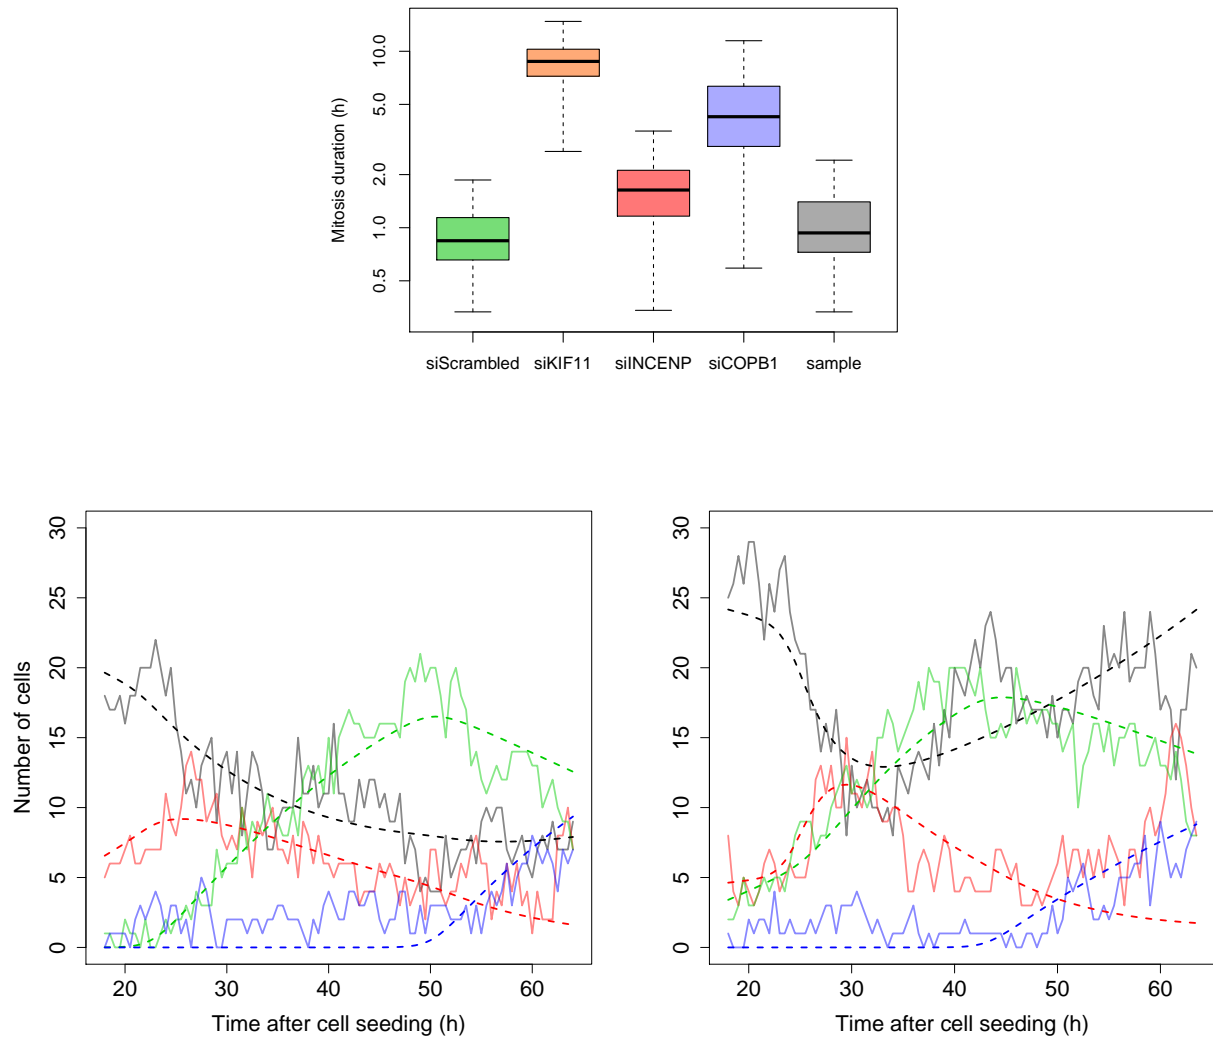 Mitosis duration (h)
10.0
5.0
2.0
1.0
0.5
siScrambled siKIF11 siINCENP siCOPB1 sample
Number of cells
30
25
20
15
10
5
0
20 30 40 50 60
Time after cell seeding (h)
30
25
20
15
10
5
0
20 30 40 50 60
Time after cell seeding (h)